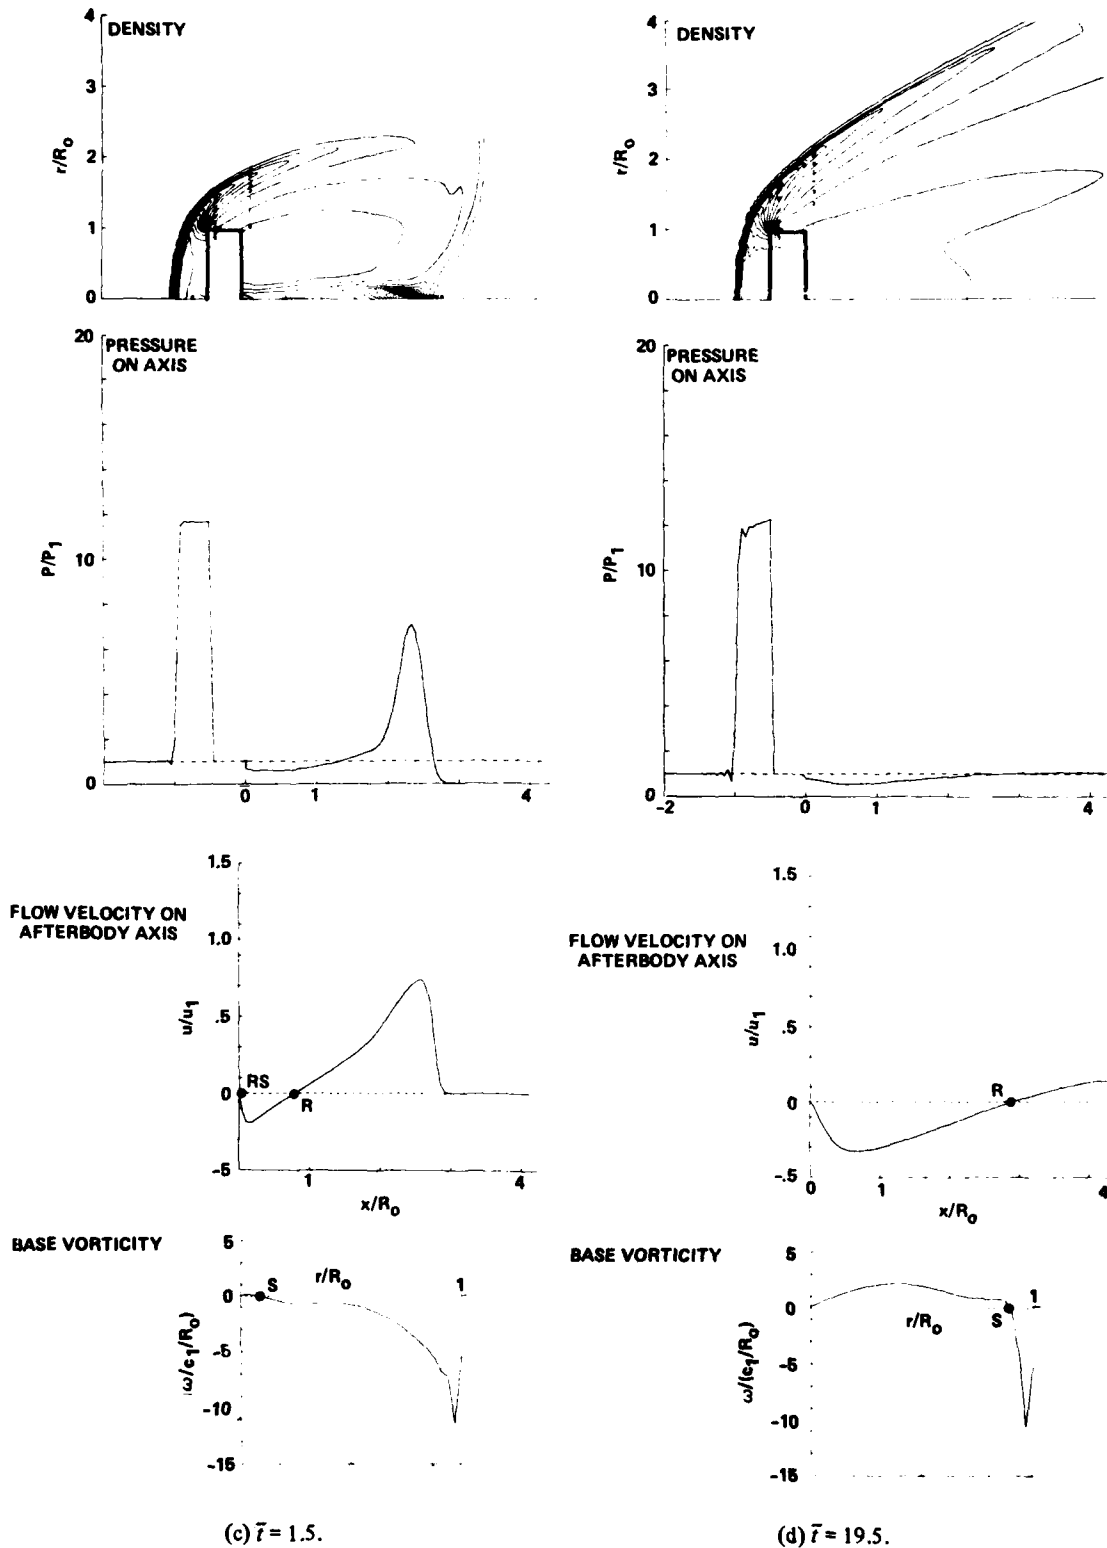 DENSITY
4
3
2
1
0
r/R₀
PRESSURE
ON AXIS
20
10
0
P/P₁
0
1
4
FLOW VELOCITY ON
AFTERBODY AXIS
1.5
1.0
.5
0
-5
u/u₁
RS
R
1
4
x/R₀
BASE VORTICITY
5
0
-5
-10
-15
ω/c₁/R₀)
S
r/R₀
1
(c) t̄ = 1.5.
DENSITY
4
3
2
1
0
r/R₀
PRESSURE
ON AXIS
20
10
0
P/P₁
-2
0
1
4
FLOW VELOCITY ON
AFTERBODY AXIS
1.5
1.0
.5
0
-.5
u/u₁
R
0
1
4
x/R₀
BASE VORTICITY
5
0
-5
-10
-15
ω/(c₁/R₀)
r/R₀
S
1
(d) t̄ = 19.5.